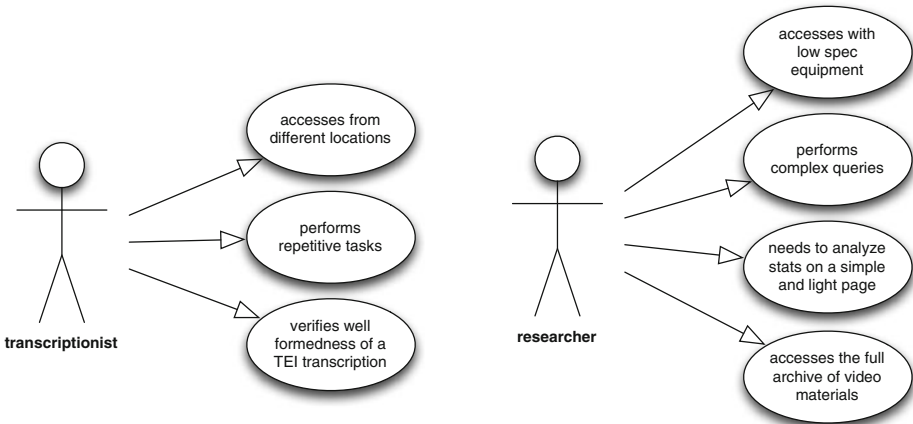 accesses from
different locations
performs
repetitive tasks
verifies well
formedness of a
TEI transcription
transcriptionist
accesses with
low spec
equipment
performs
complex queries
needs to analyze
stats on a simple
and light page
accesses the full
archive of video
materials
researcher